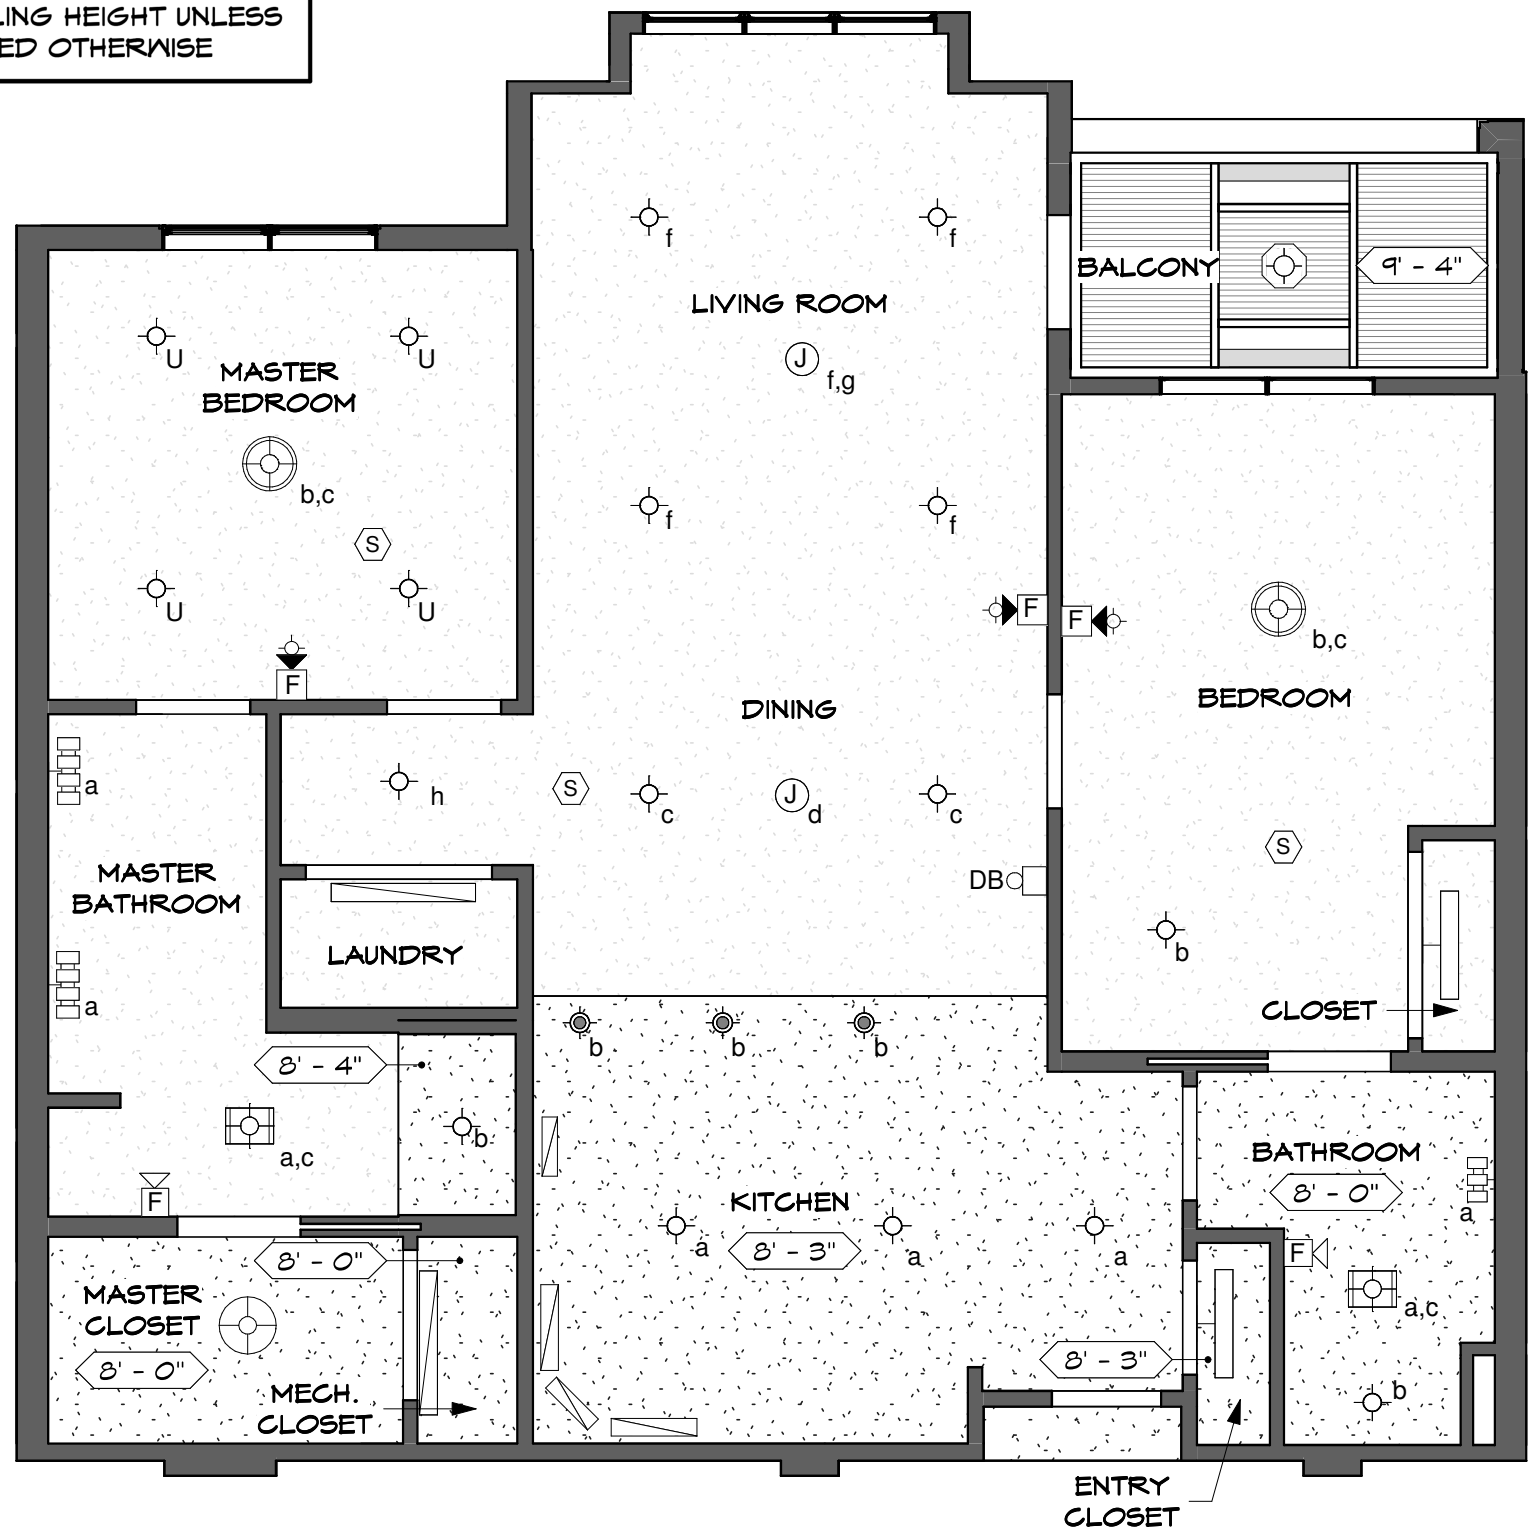 LING HEIGHT UNLESS
ED OTHERWISE
f
f
BALCONY
9' - 4"
LIVING ROOM
J
f,g
U
U
MASTER
BEDROOM
b,c
f
f
S
U
U
F
F
F
b,c
BEDROOM
DINING
a
h
S
c
J
d
c
S
MASTER
BATHROOM
DB
b
LAUNDRY
a
CLOSET
b
b
b
8' - 4"
b
a,c
F
BATHROOM
8' - 0"
a
KITCHEN
8' - 3"
a
a
a
F
a,c
8' - 0"
MASTER
CLOSET
8' - 0"
8' - 3"
MECH.
CLOSET
b
ENTRY
CLOSET